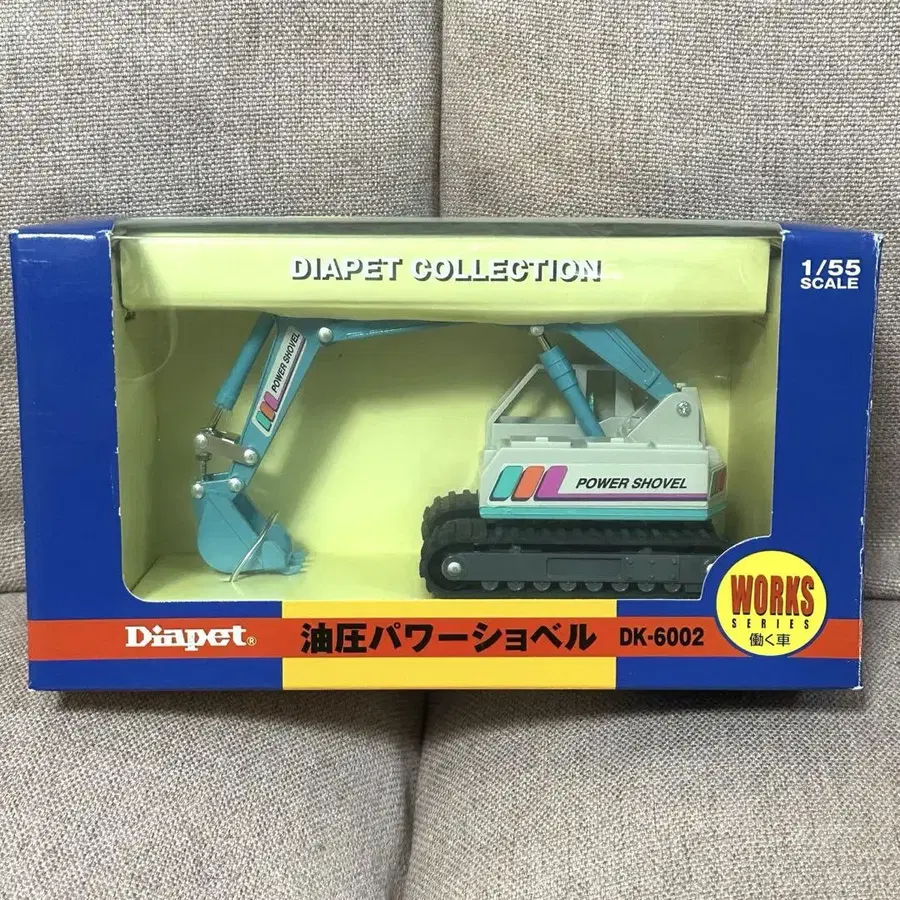 DIAPET COLLECTION
1/55
SCALE
POWER SHOVEL
POWER SHOVEL
WORKS
SERIES
働く車
Diapet®
油圧パワーショベル
DK-6002